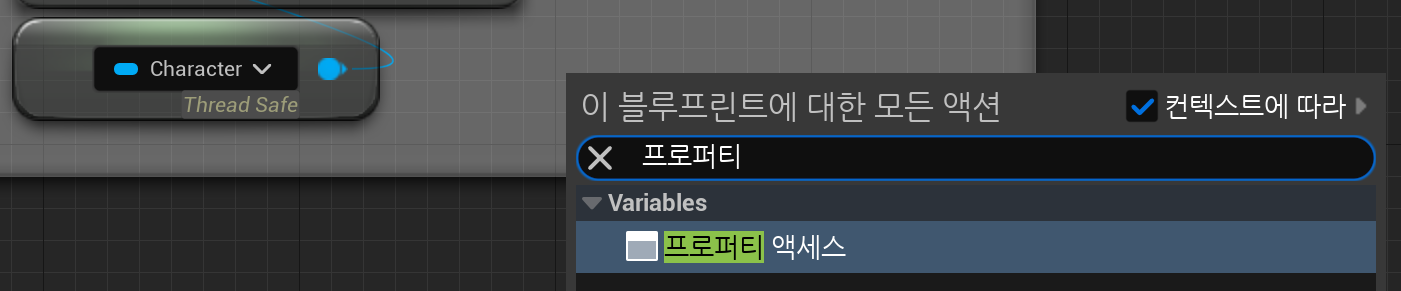 Character
Thread Safe
이 블루프린트에 대한 모든 액션
컨텍스트에 따라
프로퍼티
Variables
프로퍼티 액세스